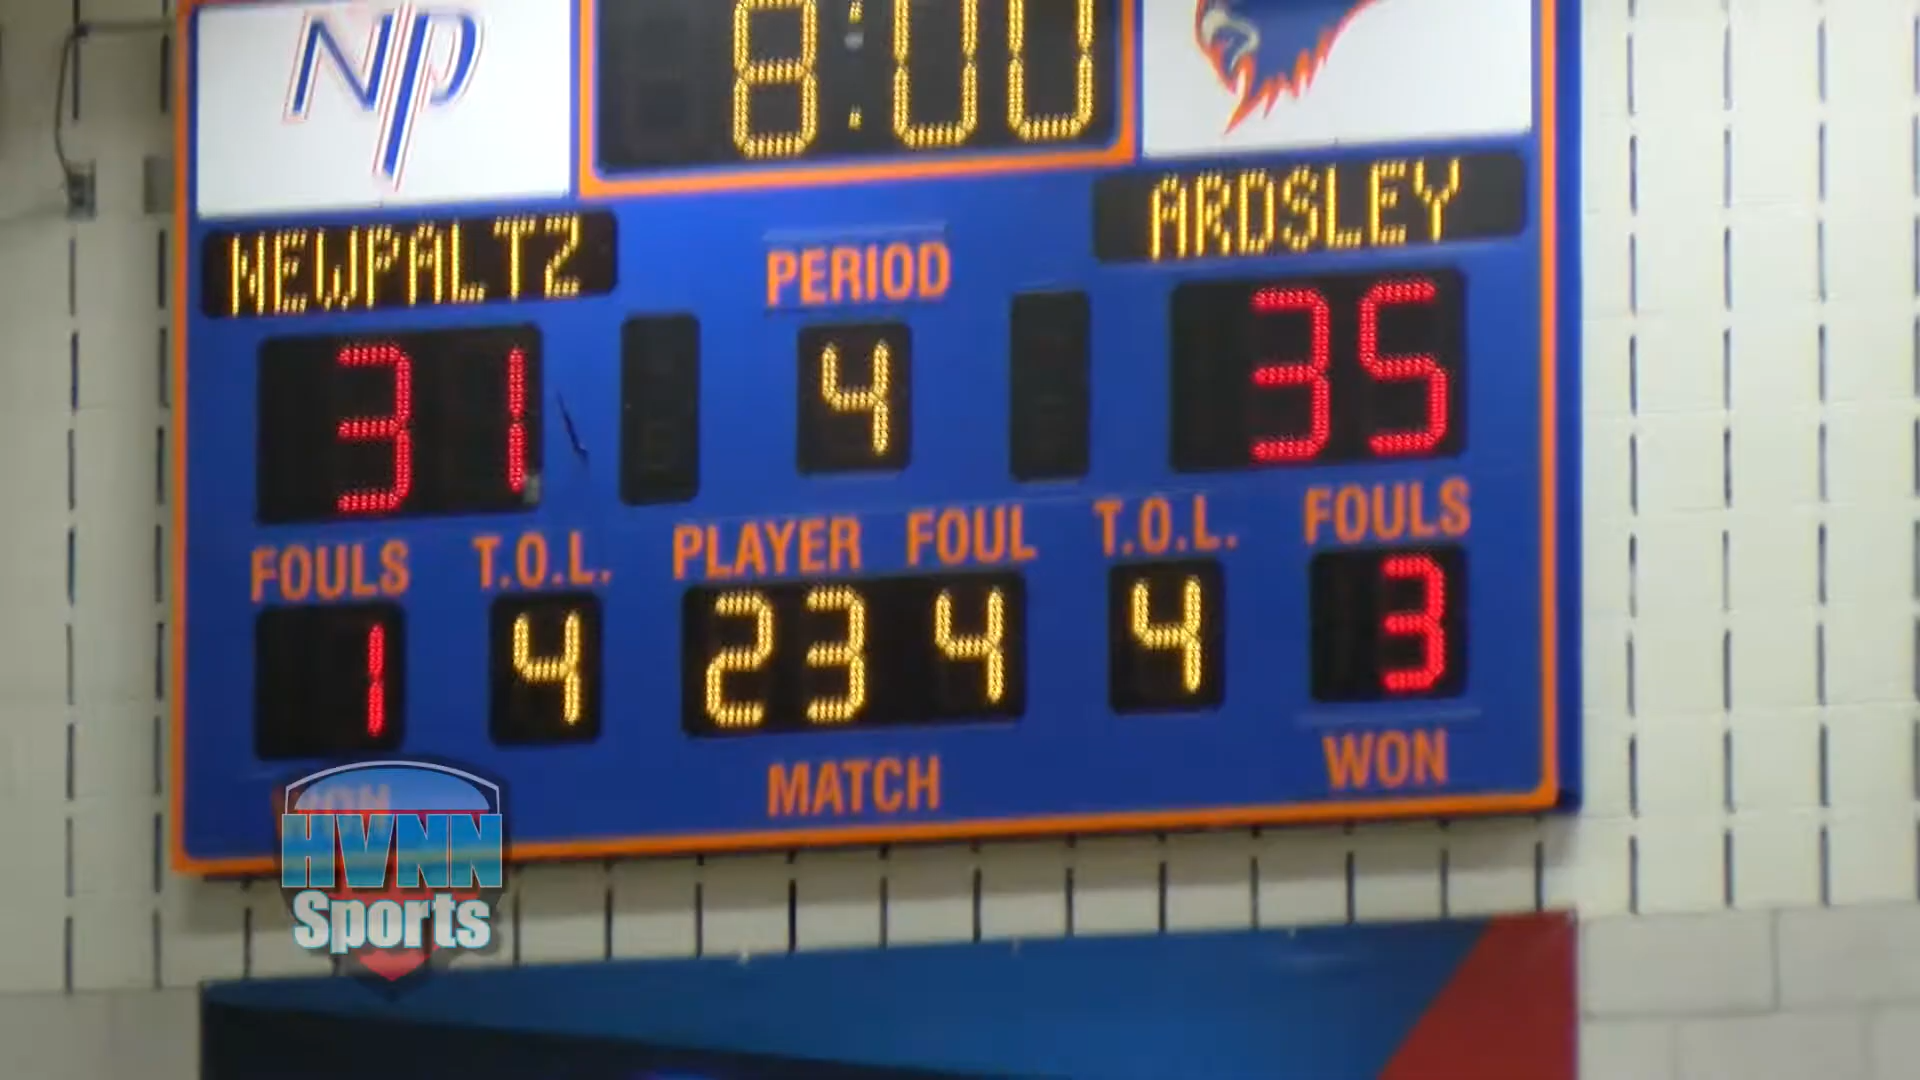 NP
8:00
NEWPALTZ
PERIOD
ARDSLEY
31
4
35
FOULS
T.O.L.
PLAYER FOUL
T.O.L.
FOULS
1
4
23 4
4
3
WON
MATCH
WON
HVNN
Sports